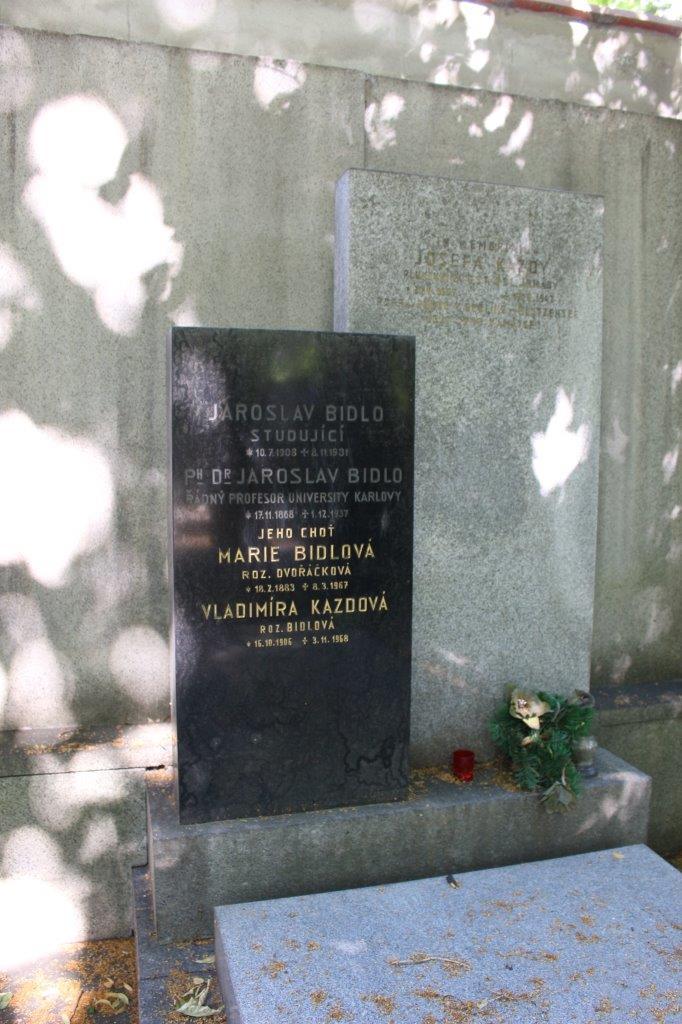 JAROSLAV BIDLO
STUDUJÍCÍ
* 10.7.1908 ✢ 8.11.1931
PH DR JAROSLAV BIDLO
ŘÁDNÝ PROFESOR UNIVERSITY KARLOVY
* 17.11.1868 ✢ 1.12.1937
JEHO CHOŤ
MARIE BIDLOVÁ
ROZ. DVOŘÁČKOVÁ
* 18.2.1883 ✢ 8.3.1967
VLADIMÍRA KAZDOVÁ
ROZ. BIDLOVÁ
* 16.10.1906 ✢ 3.11.1968
JOSEFA KAZDY